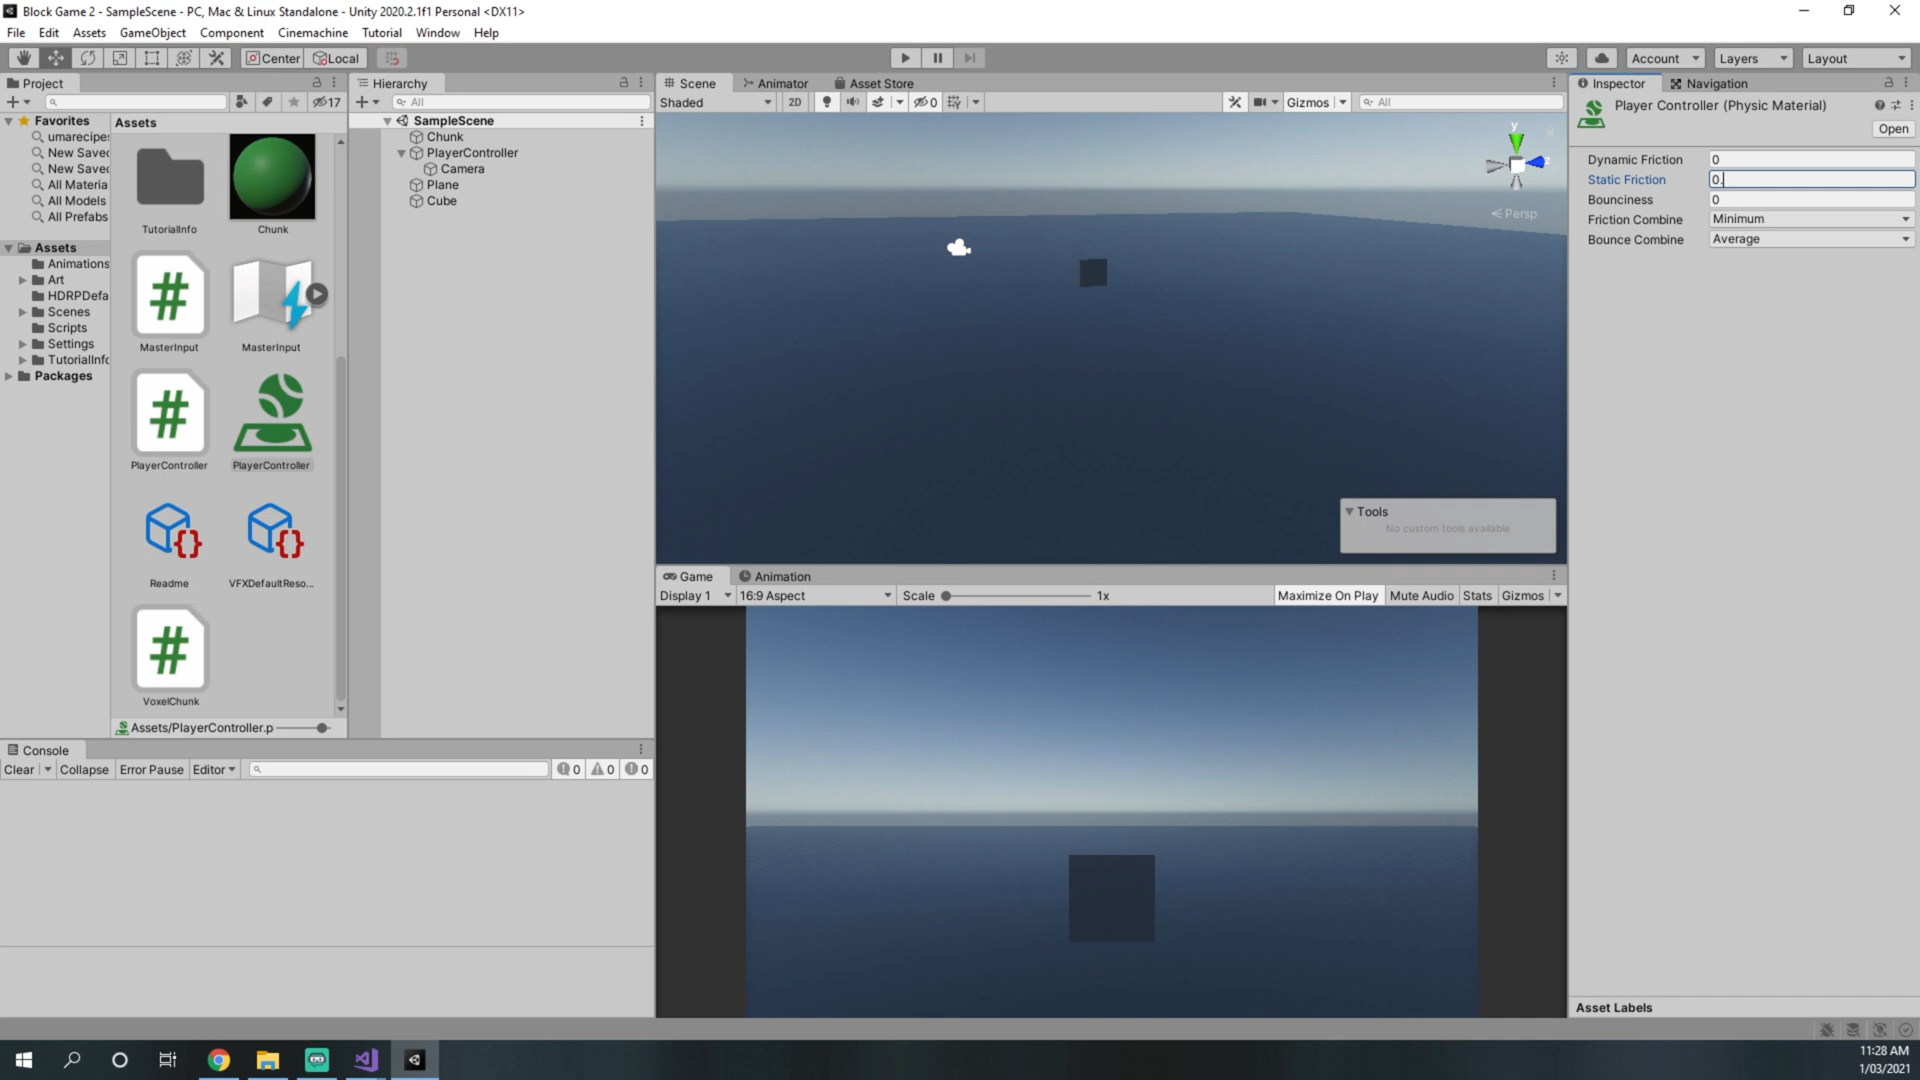 Block Game 2 - SampleScene - PC, Mac & Linux Standalone - Unity 2020.2.1f1 Personal <DX11>
File Edit Assets GameObject Component Cinemachine Tutorial Window Help
Center Local Account Layers Layout
Project
17
Favorites
umarecipe
New Saved
New Saved
All Materia
All Models
All Prefabs
Assets
Animations
Art
HDRPDefa
Scenes
Scripts
Settings
TutorialInfo
Packages
Assets
TutorialInfo Chunk
MasterInput MasterInput
PlayerController PlayerController
Readme VFXDefaultReso...
VoxelChunk
Assets/PlayerController.p
Hierarchy
All
SampleScene
Chunk
PlayerController
Camera
Plane
Cube
Scene Animator Asset Store
Shaded 2D 0 Gizmos All
y
z
Persp
Tools
No custom tools available
Game Animation
Display 1 16:9 Aspect Scale 1x Maximize On Play Mute Audio Stats Gizmos
Inspector Navigation
Player Controller (Physic Material)
Open
Dynamic Friction 0
Static Friction 0.
Bounciness 0
Friction Combine Minimum
Bounce Combine Average
Asset Labels
Console
Clear Collapse Error Pause Editor 0 0 0
11:28 AM
1/03/2021